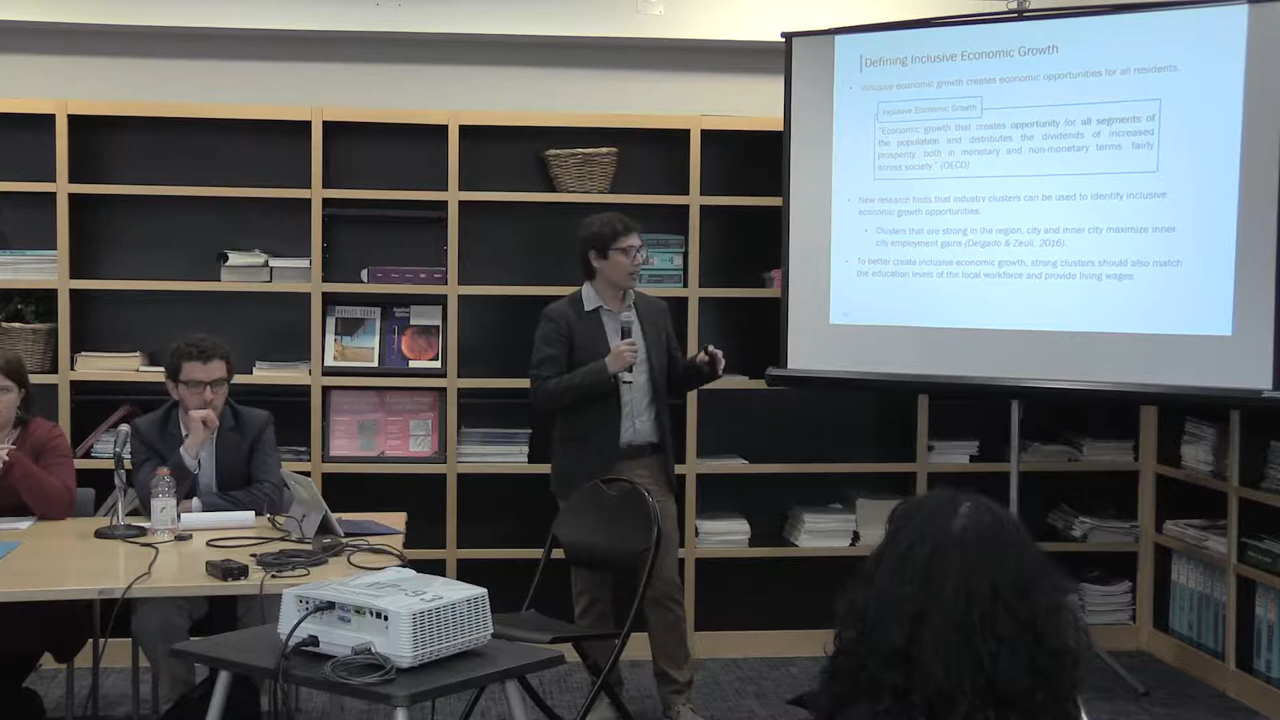 Defining Inclusive Economic Growth
• Inclusive economic growth creates economic opportunities for all residents.
Inclusive Economic Growth
"Economic growth that creates opportunity for all segments of
the population and distributes the dividends of increased
prosperity, both in monetary and non-monetary terms, fairly
across society." (OECD)
• New research finds that industry clusters can be used to identify inclusive
economic growth opportunities:
• Clusters that are strong in the region, city and inner city maximize inner
city employment gains (Delgado & Zeuli, 2016).
• To better create inclusive economic growth, strong clusters should also match
the education levels of the local workforce and provide living wages.
PHYSICS TODAY
Applied
Optics